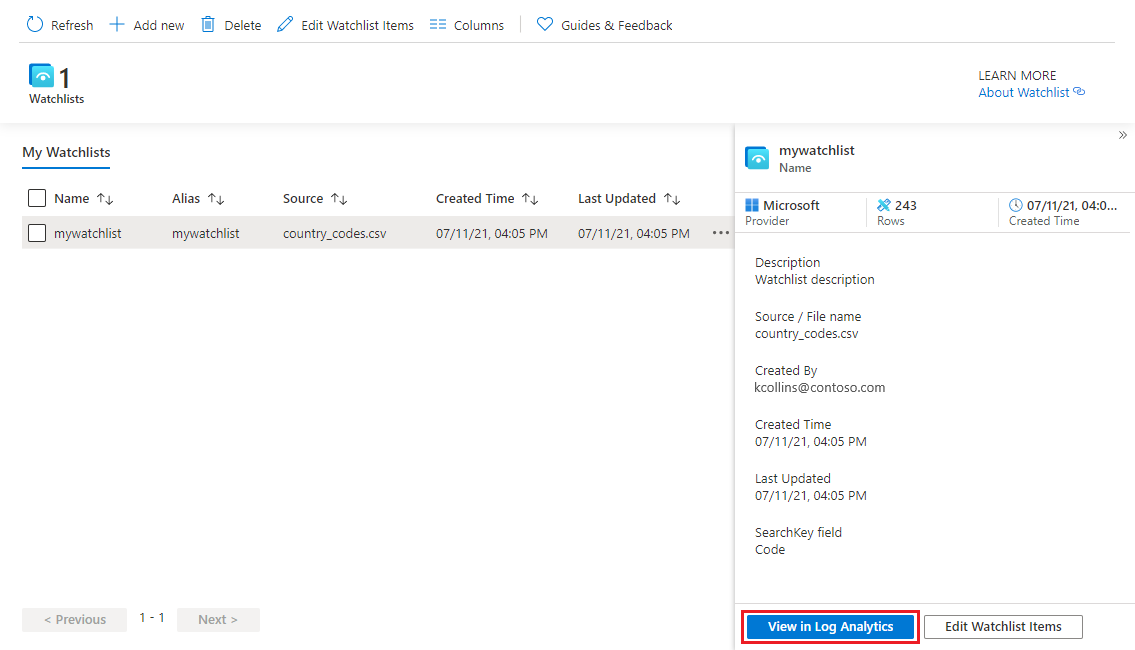 Refresh Add new Delete Edit Watchlist Items Columns Guides & Feedback
1
Watchlists
LEARN MORE
About Watchlist
My Watchlists
Name Alias Source Created Time Last Updated
mywatchlist mywatchlist country_codes.csv 07/11/21, 04:05 PM 07/11/21, 04:05 PM ...
< Previous 1 - 1 Next >
»
mywatchlist
Name
Microsoft 243 07/11/21, 04:0...
Provider Rows Created Time
Description
Watchlist description
Source / File name
country_codes.csv
Created By
kcollins@contoso.com
Created Time
07/11/21, 04:05 PM
Last Updated
07/11/21, 04:05 PM
SearchKey field
Code
View in Log Analytics Edit Watchlist Items